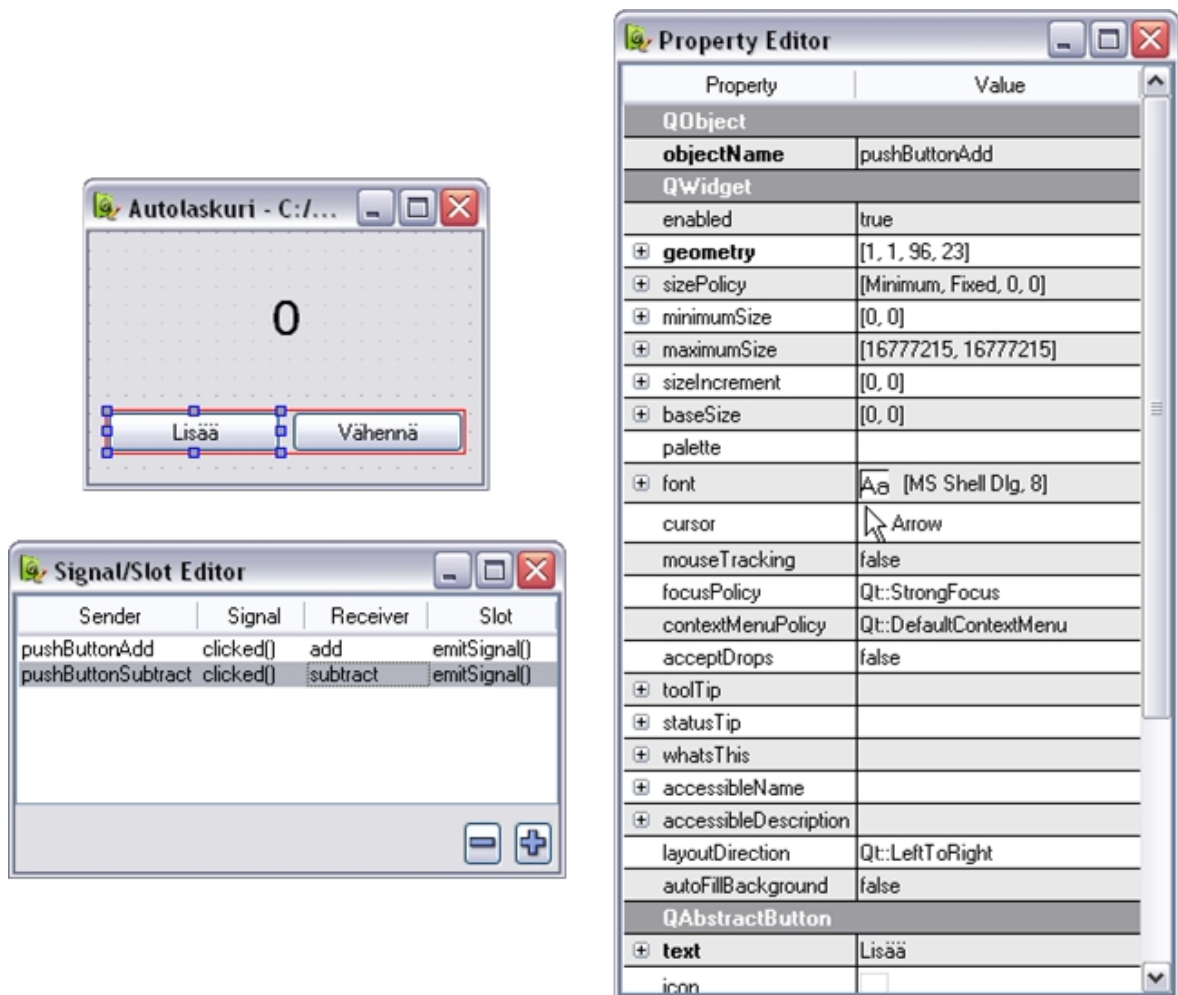 Autolaskuri - C:/...
0
Lisää Vähennä
Signal/Slot Editor
Sender Signal Receiver Slot
pushButtonAdd clicked() add emitSignal()
pushButtonSubtract clicked() subtract emitSignal()
Property Editor
Property Value
QObject
objectName pushButtonAdd
QWidget
enabled true
geometry [1, 1, 96, 23]
sizePolicy [Minimum, Fixed, 0, 0]
minimumSize [0, 0]
maximumSize [16777215, 16777215]
sizeIncrement [0, 0]
baseSize [0, 0]
palette
font Aa [MS Shell Dlg, 8]
cursor Arrow
mouseTracking false
focusPolicy Qt::StrongFocus
contextMenuPolicy Qt::DefaultContextMenu
acceptDrops false
toolTip
statusTip
whatsThis
accessibleName
accessibleDescription
layoutDirection Qt::LeftToRight
autoFillBackground false
QAbstractButton
text Lisää
icon